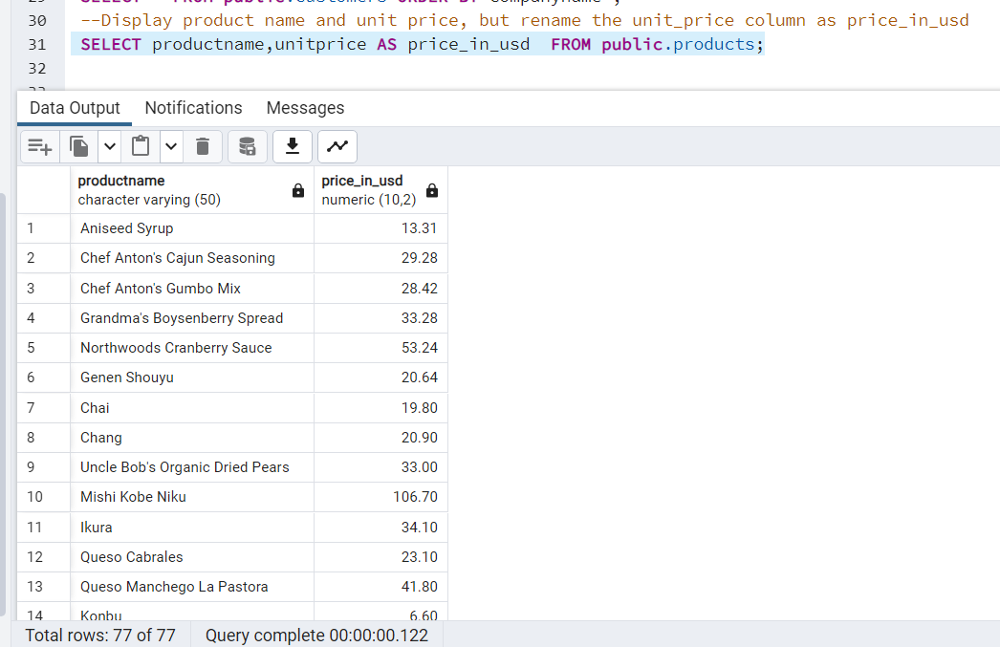 30 --Display product name and unit price, but rename the unit_price column as price_in_usd
31 SELECT productname,unitprice AS price_in_usd  FROM public.products;
32
Data Output Notifications Messages
productname price_in_usd
character varying (50) numeric (10,2)
1 Aniseed Syrup 13.31
2 Chef Anton's Cajun Seasoning 29.28
3 Chef Anton's Gumbo Mix 28.42
4 Grandma's Boysenberry Spread 33.28
5 Northwoods Cranberry Sauce 53.24
6 Genen Shouyu 20.64
7 Chai 19.80
8 Chang 20.90
9 Uncle Bob's Organic Dried Pears 33.00
10 Mishi Kobe Niku 106.70
11 Ikura 34.10
12 Queso Cabrales 23.10
13 Queso Manchego La Pastora 41.80
14 Konbu 6.60
Total rows: 77 of 77 Query complete 00:00:00.122